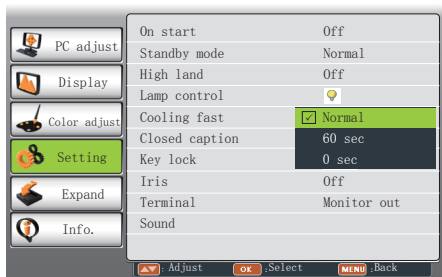 PC adjust
Display
Color adjust
Setting
Expand
Info.
On start Off
Standby mode Normal
High land Off
Lamp control
Cooling fast Normal
Closed caption 60 sec
Key lock 0 sec
Iris Off
Terminal Monitor out
Sound
: Adjust OK :Select MENU :Back